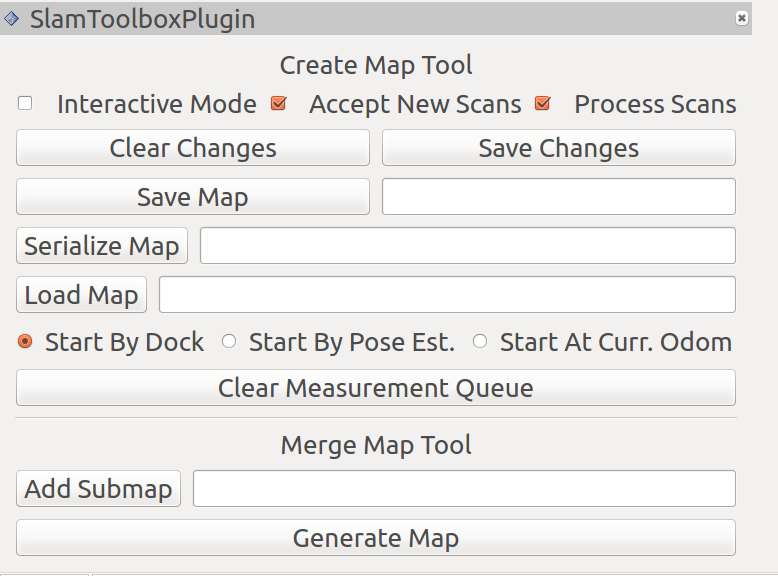 SlamToolboxPlugin
Create Map Tool
Interactive Mode Accept New Scans Process Scans
Clear Changes Save Changes
Save Map
Serialize Map
Load Map
Start By Dock Start By Pose Est. Start At Curr. Odom
Clear Measurement Queue
Merge Map Tool
Add Submap
Generate Map